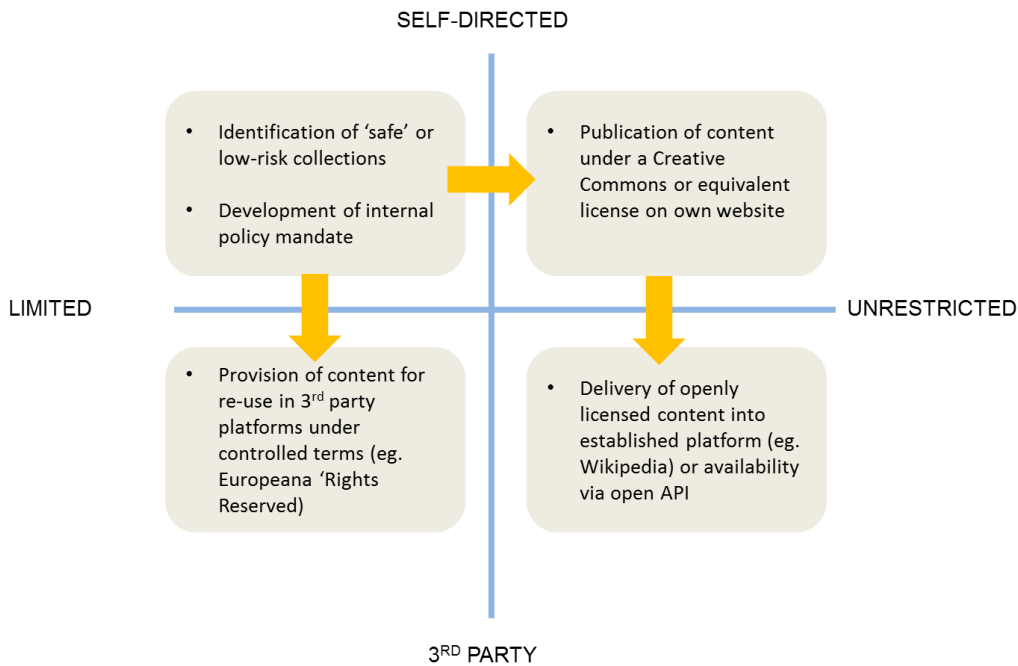 SELF-DIRECTED
• Identification of ‘safe’ or
low-risk collections
• Development of internal
policy mandate
• Publication of content
under a Creative
Commons or equivalent
license on own website
LIMITED
UNRESTRICTED
• Provision of content for
re-use in 3rd party
platforms under
controlled terms (eg.
Europeana ‘Rights
Reserved)
• Delivery of openly
licensed content into
established platform (eg.
Wikipedia) or availability
via open API
3RD PARTY